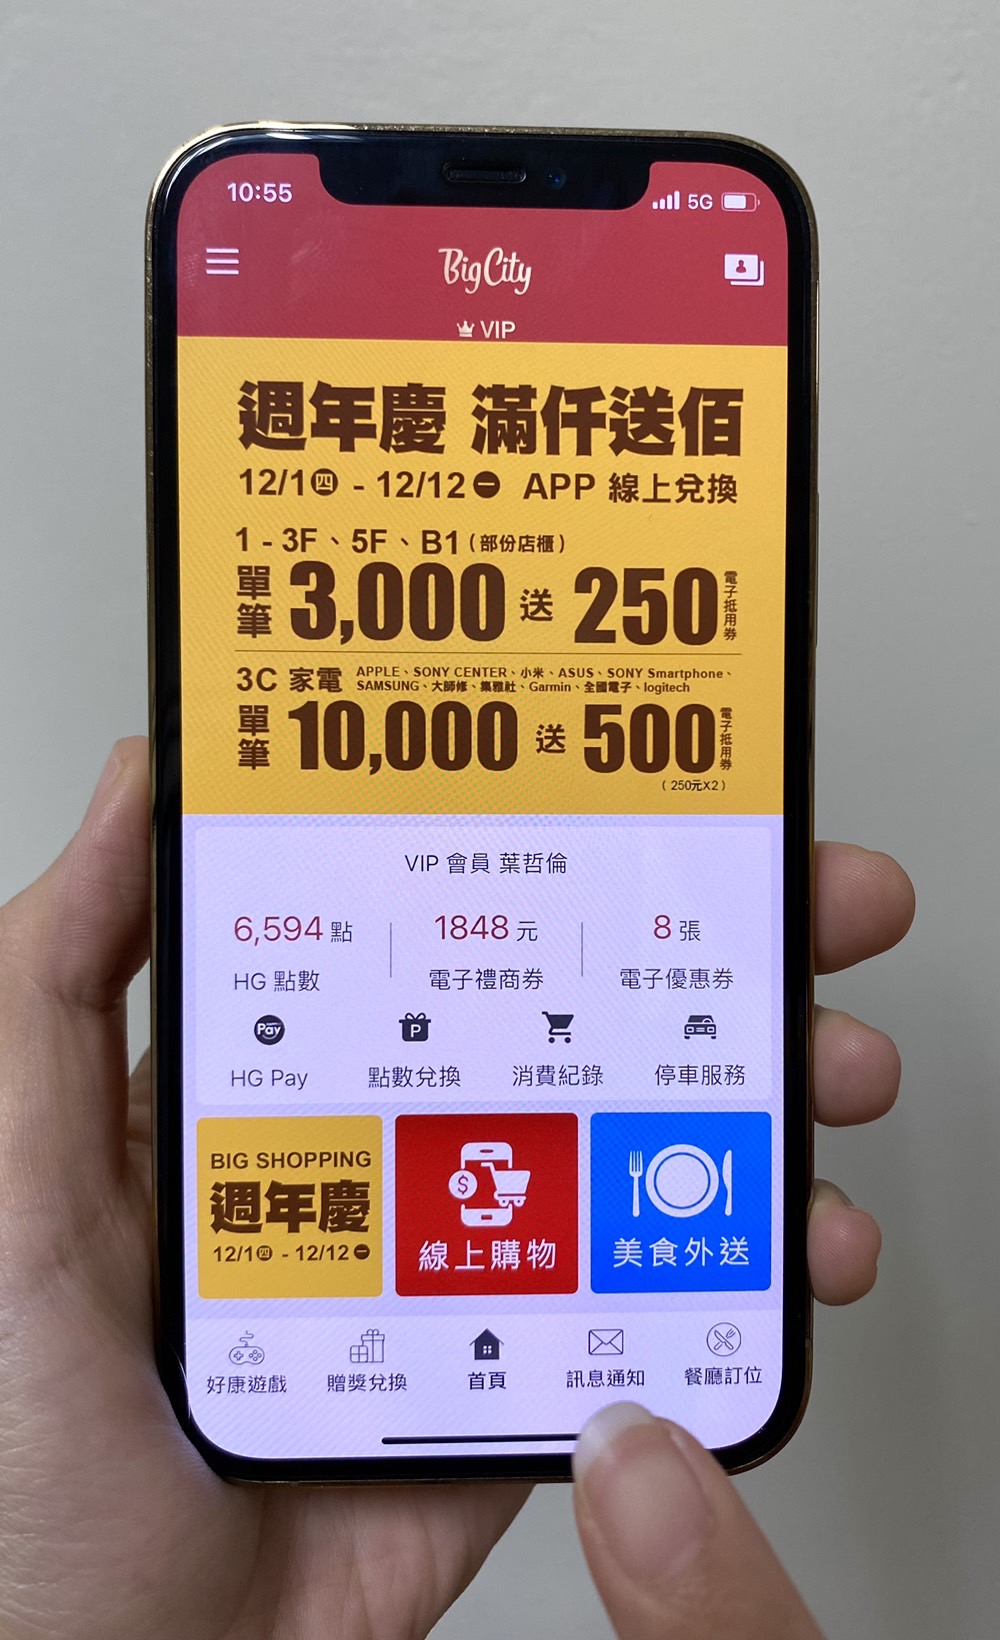 10:55
5G
Big City
VIP
週年慶 滿仟送佰
12/1㊃ - 12/12㊀ APP 線上兌換
1 - 3F、5F、B1(部份店櫃)
單筆 3,000 送 250 電子抵用券
3C 家電 APPLE、SONY CENTER、小米、ASUS、SONY Smartphone、
SAMSUNG、大師修、集雅社、Garmin、全國電子、logitech
單筆 10,000 送 500 電子抵用券
(250元X2)
VIP 會員 葉哲倫
6,594 點 1848 元 8 張
HG 點數 電子禮商券 電子優惠券
Pay P
HG Pay 點數兌換 消費紀錄 停車服務
BIG SHOPPING
週年慶
12/1㊃ - 12/12㊀
$
線上購物
美食外送
好康遊戲 贈獎兌換 首頁 訊息通知 餐廳訂位